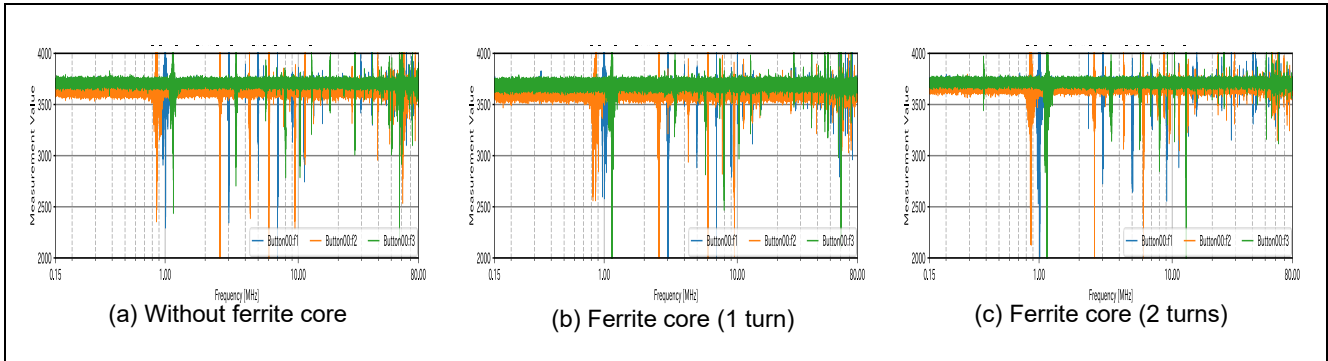 4000
3500
3000
2500
2000
Measurement Value
Button00:f1 Button00:f2 Button00:f3
0.15 1.00 10.00 80.00
Frequency [MHz]
(a) Without ferrite core
4000
3500
3000
2500
2000
Measurement Value
Button00:f1 Button00:f2 Button00:f3
0.15 1.00 10.00 80.00
Frequency [MHz]
(b) Ferrite core (1 turn)
4000
3500
3000
2500
2000
Measurement Value
Button00:f1 Button00:f2 Button00:f3
0.15 1.00 10.00 80.00
Frequency [MHz]
(c) Ferrite core (2 turns)